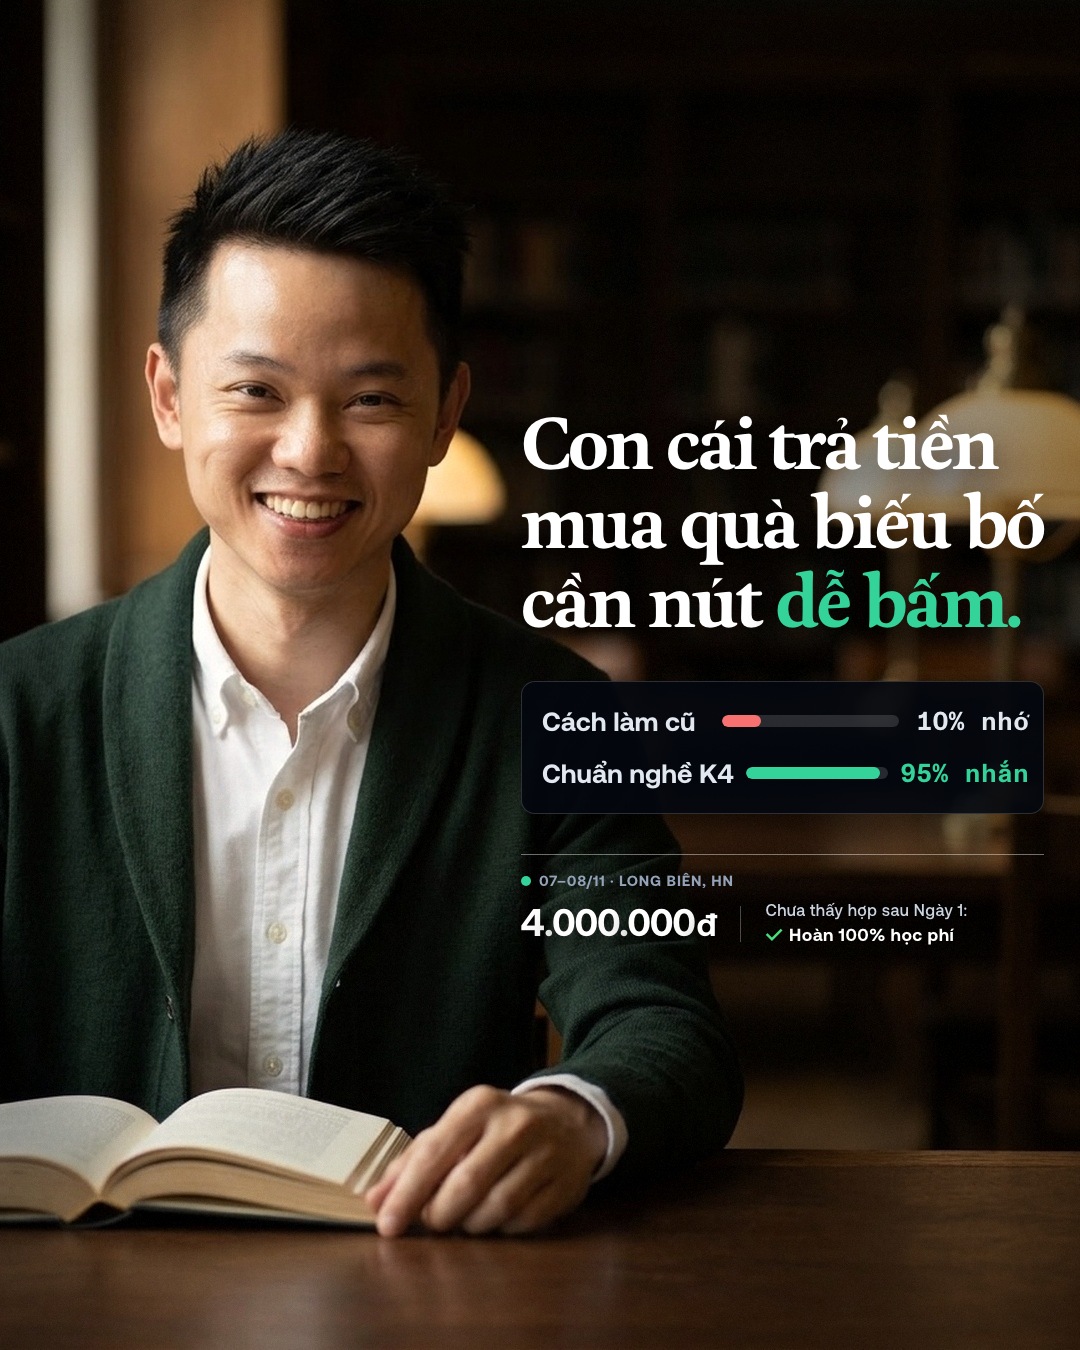 Con cái trả tiền
mua quà biếu bố
cần nút dễ bấm.
Cách làm cũ 10% nhớ
Chuẩn nghề K4 95% nhắn
07–08/11 · LONG BIÊN, HN
4.000.000đ
Chưa thấy hợp sau Ngày 1:
Hoàn 100% học phí